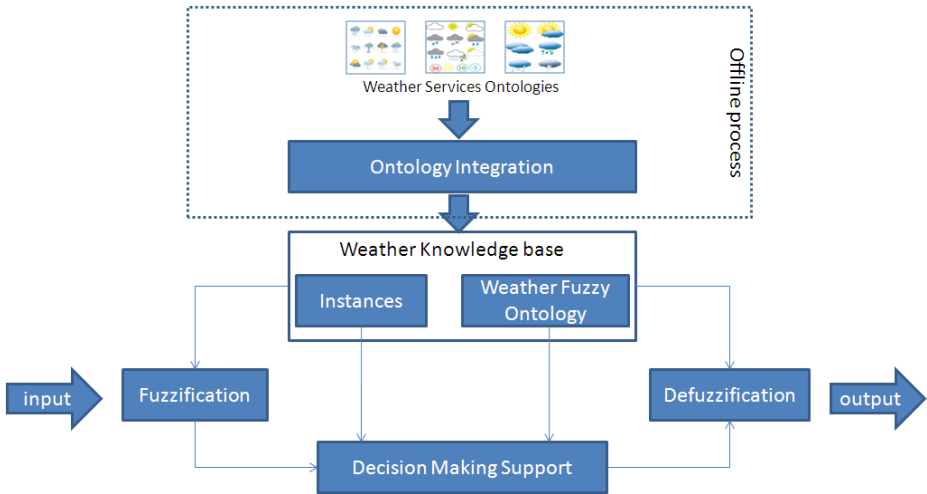 Weather Services Ontologies
Offline process
Ontology Integration
Weather Knowledge base
Instances
Weather Fuzzy
Ontology
input
Fuzzification
Defuzzification
output
Decision Making Support